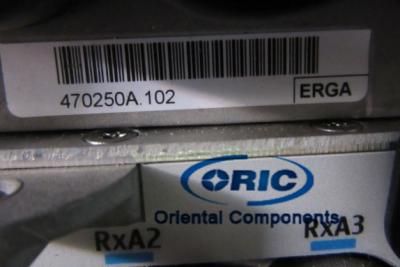 470250A.102
ERGA
ORIC
Oriental Components
RxA2
RxA3